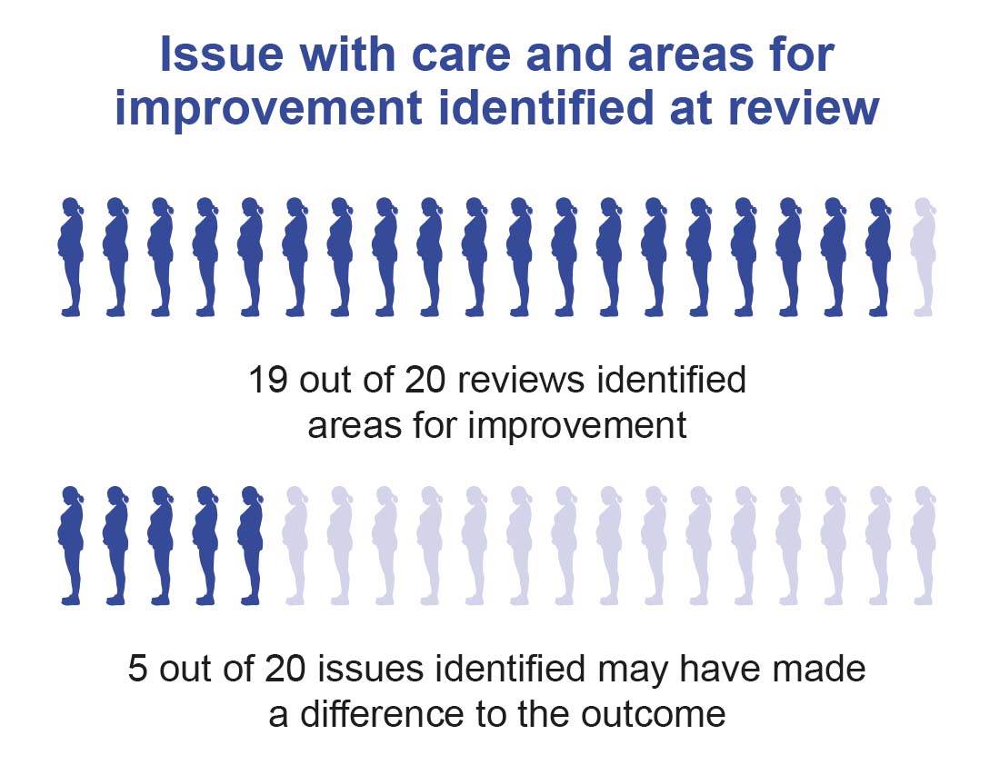 Issue with care and areas for
improvement identified at review
19 out of 20 reviews identified
areas for improvement
5 out of 20 issues identified may have made
a difference to the outcome